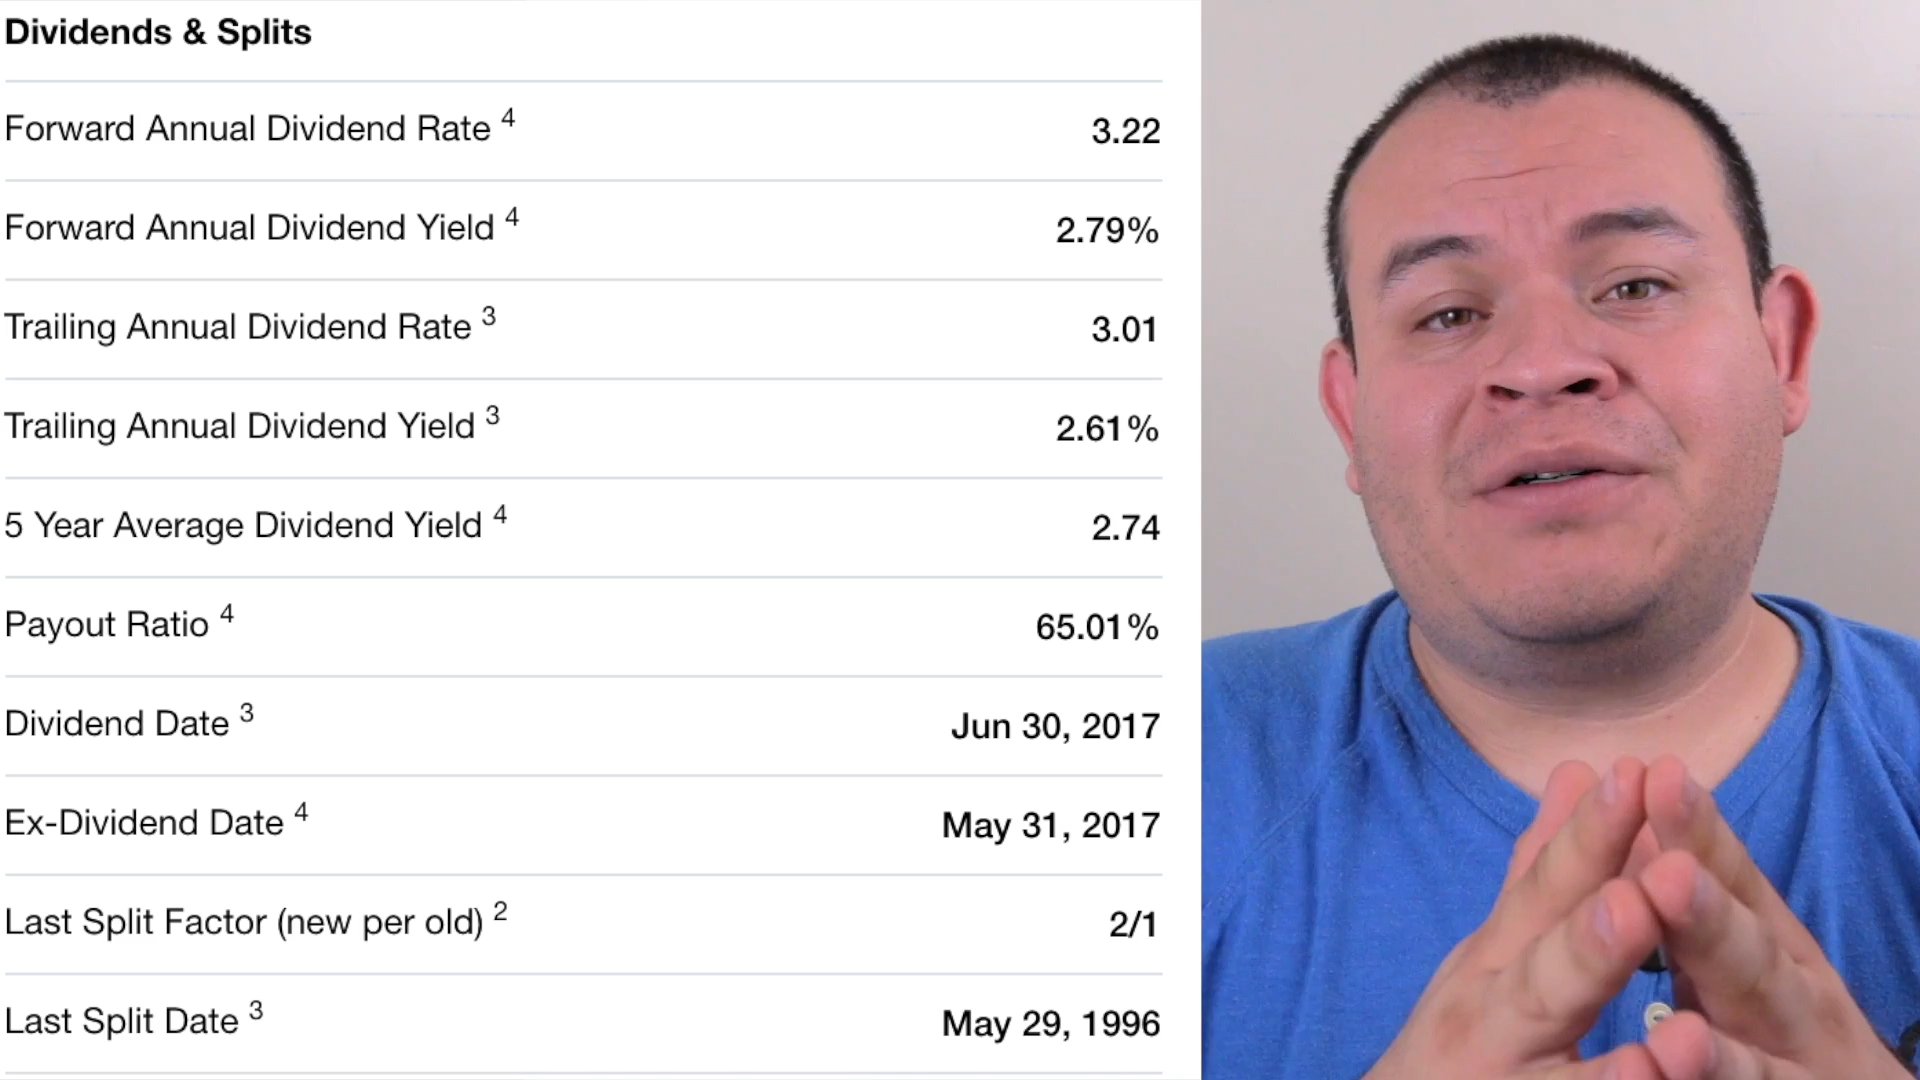 Dividends & Splits
Forward Annual Dividend Rate 4 3.22
Forward Annual Dividend Yield 4 2.79%
Trailing Annual Dividend Rate 3 3.01
Trailing Annual Dividend Yield 3 2.61%
5 Year Average Dividend Yield 4 2.74
Payout Ratio 4 65.01%
Dividend Date 3 Jun 30, 2017
Ex-Dividend Date 4 May 31, 2017
Last Split Factor (new per old) 2 2/1
Last Split Date 3 May 29, 1996